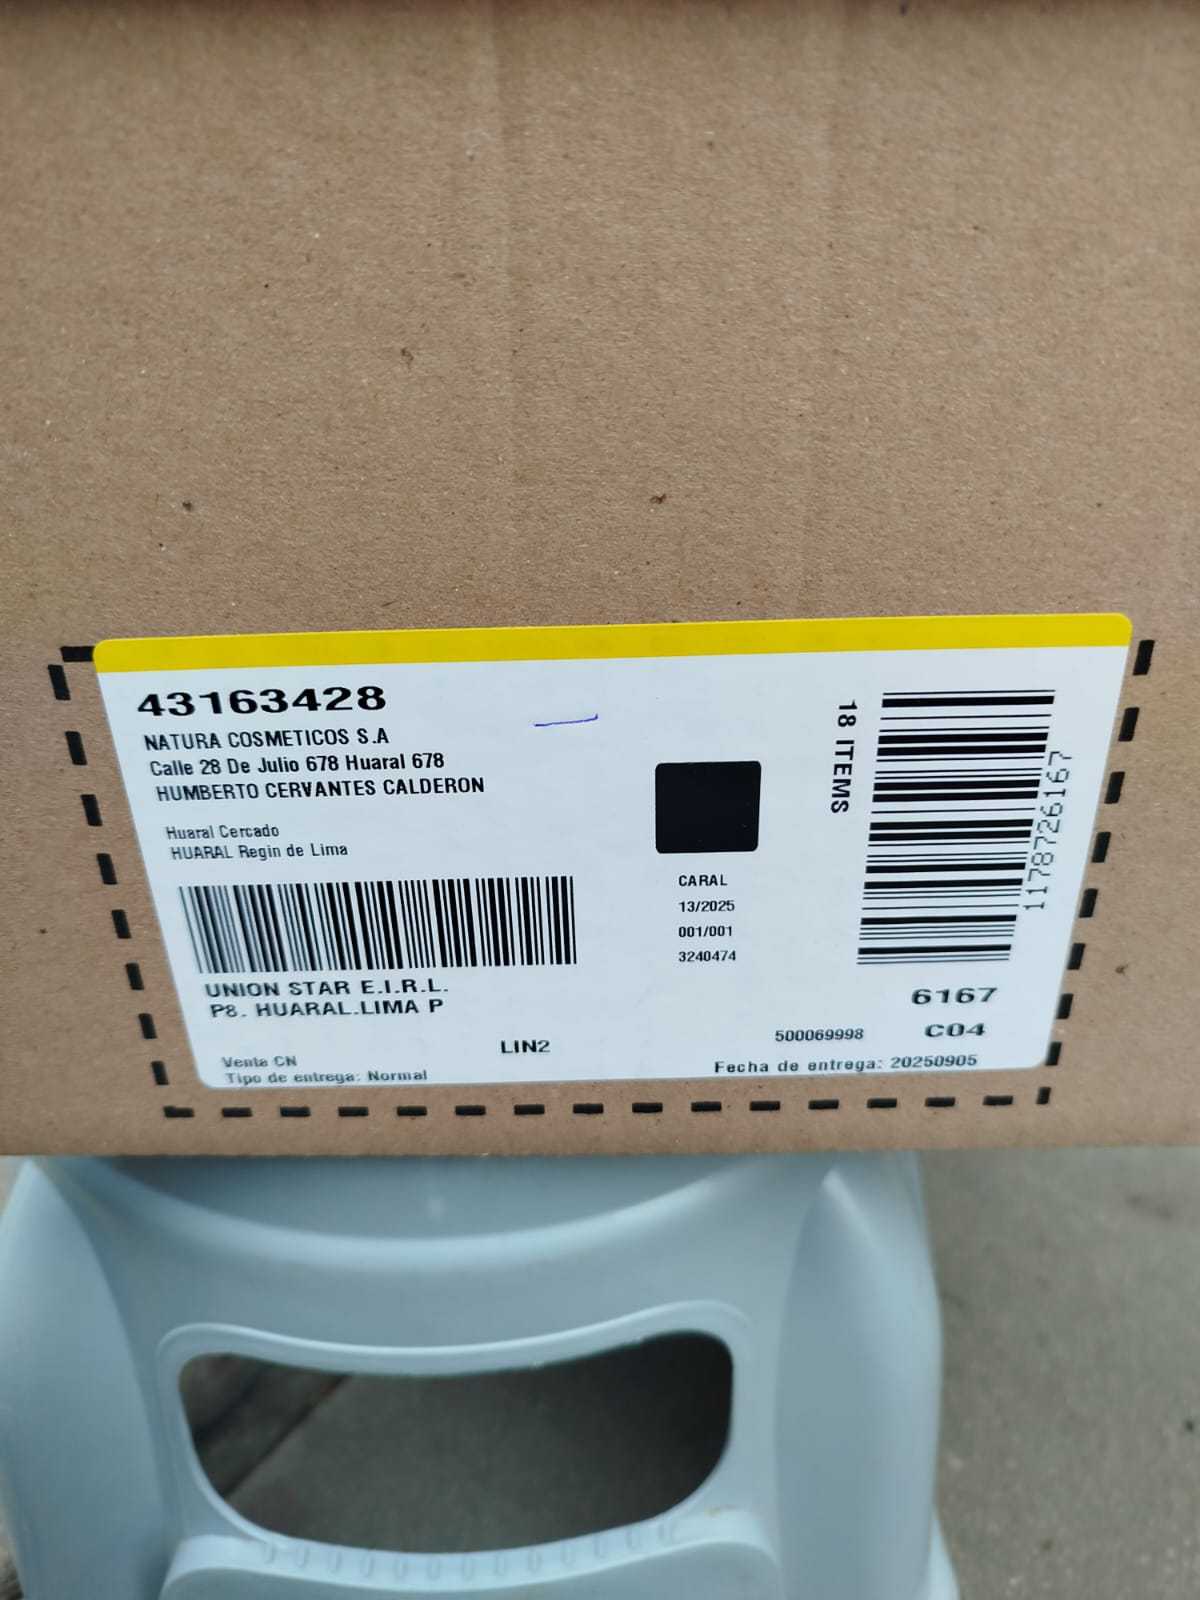 43163428
NATURA COSMETICOS S.A
Calle 28 De Julio 678 Huaral 678
HUMBERTO CERVANTES CALDERON
Huaral Cercado
HUARAL Regin de Lima
UNION STAR E.I.R.L.
P8. HUARAL.LIMA P
LIN2
Venta CN
Tipo de entrega: Normal
CARAL
13/2025
001/001
3240474
18 ITEMS
1178726167
6167
500069998
C04
Fecha de entrega: 20250905